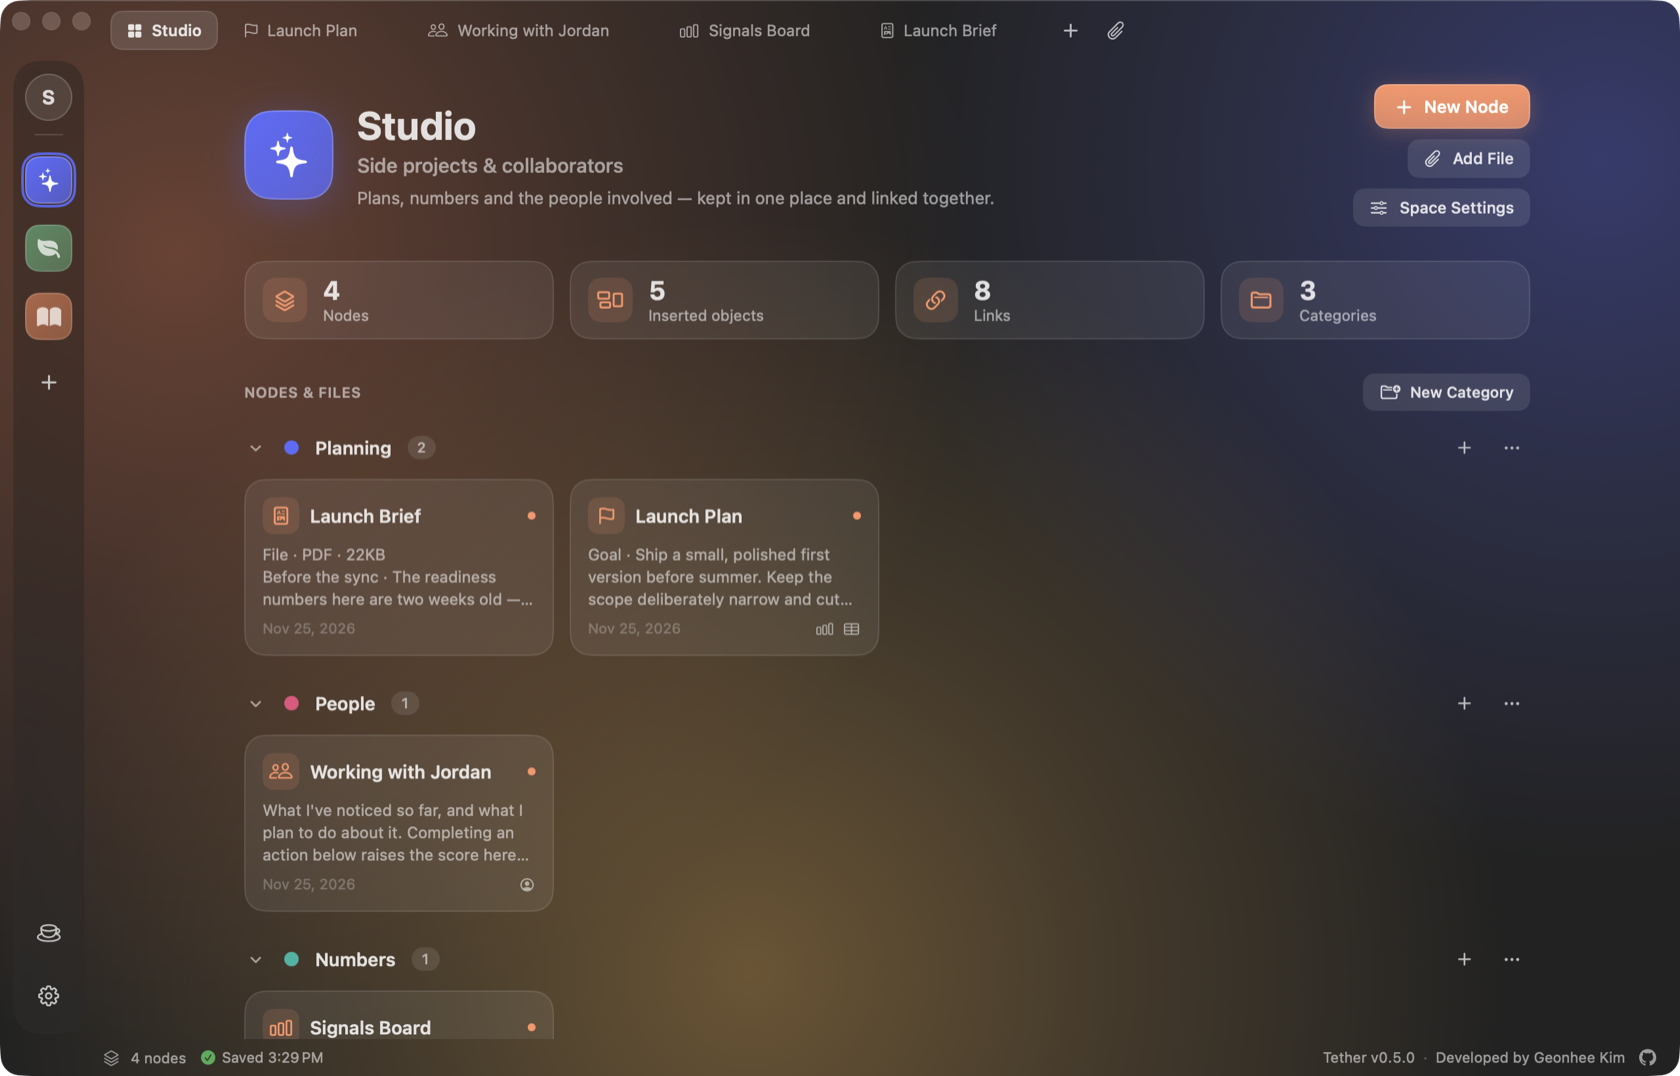 Studio
Launch Plan
Working with Jordan
Signals Board
Launch Brief
S
Studio
Side projects & collaborators
Plans, numbers and the people involved — kept in one place and linked together.
New Node
Add File
Space Settings
4
Nodes
5
Inserted objects
8
Links
3
Categories
NODES & FILES
New Category
Planning 2
Launch Brief
File · PDF · 22KB
Before the sync · The readiness
numbers here are two weeks old —...
Nov 25, 2026
Launch Plan
Goal · Ship a small, polished first
version before summer. Keep the
scope deliberately narrow and cut...
Nov 25, 2026
People 1
Working with Jordan
What I've noticed so far, and what I
plan to do about it. Completing an
action below raises the score here...
Nov 25, 2026
Numbers 1
Signals Board
4 nodes
Saved 3:29 PM
Tether v0.5.0 · Developed by Geonhee Kim